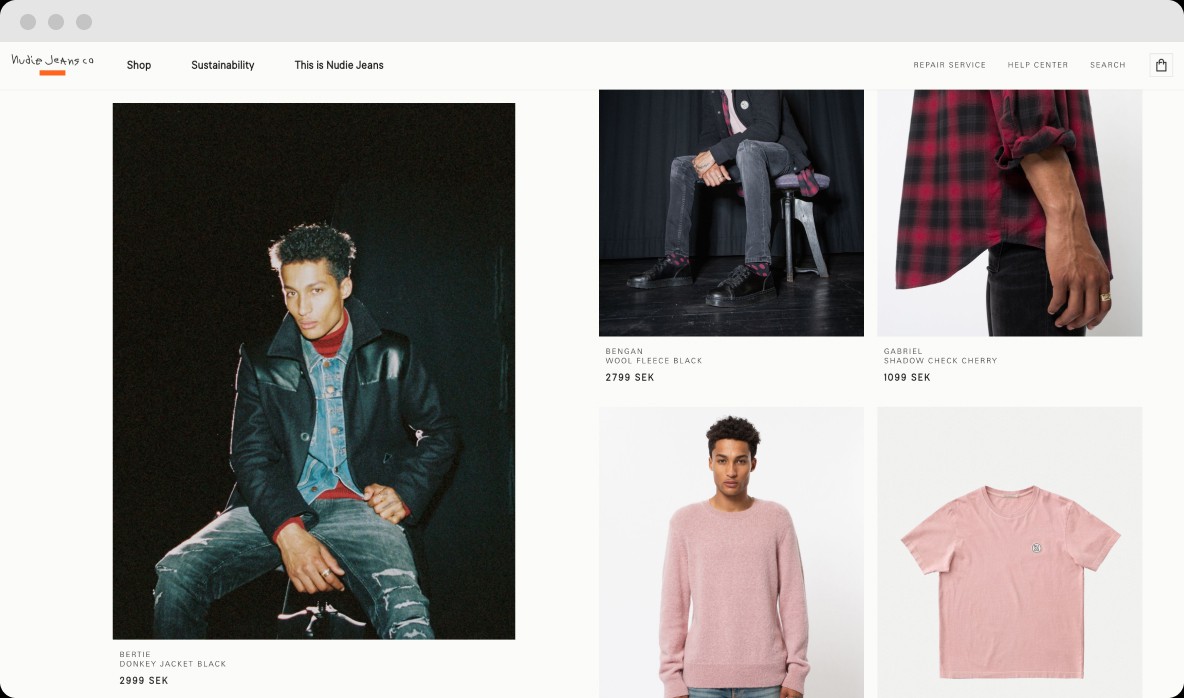 Nudie Jeans co
Shop
Sustainability
This is Nudie Jeans
REPAIR SERVICE
HELP CENTER
SEARCH
BENGAN
WOOL FLEECE BLACK
2799 SEK
GABRIEL
SHADOW CHECK CHERRY
1099 SEK
BERTIE
DONKEY JACKET BLACK
2999 SEK